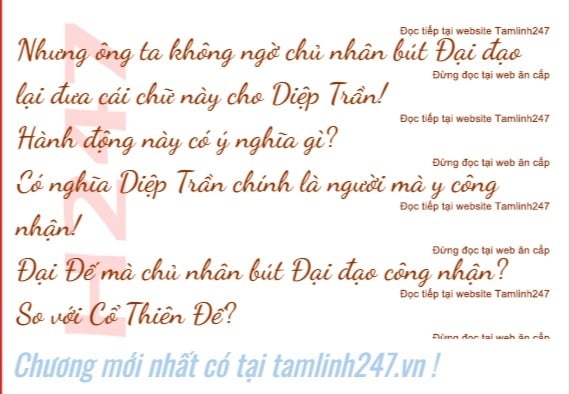 Đọc tiếp tại website Tamlinh247
Nhưng ông ta không ngờ chủ nhân bút Đại đạo
Đừng đọc tại web ăn cắp
lại đưa cái chữ này cho Diệp Trần!
Đọc tiếp tại website Tamlinh247
Hành động này có ý nghĩa gì?
Đừng đọc tại web ăn cắp
Có nghĩa Diệp Trần chính là người mà y công
Đọc tiếp tại website Tamlinh247
nhận!
Đừng đọc tại web ăn cắp
Đại Đế mà chủ nhân bút Đại đạo công nhận?
Đọc tiếp tại website Tamlinh247
So với Cổ Thiên Đế?
Đừng đọc tại web ăn cắp
Chương mới nhất có tại tamlinh247.vn !
H247